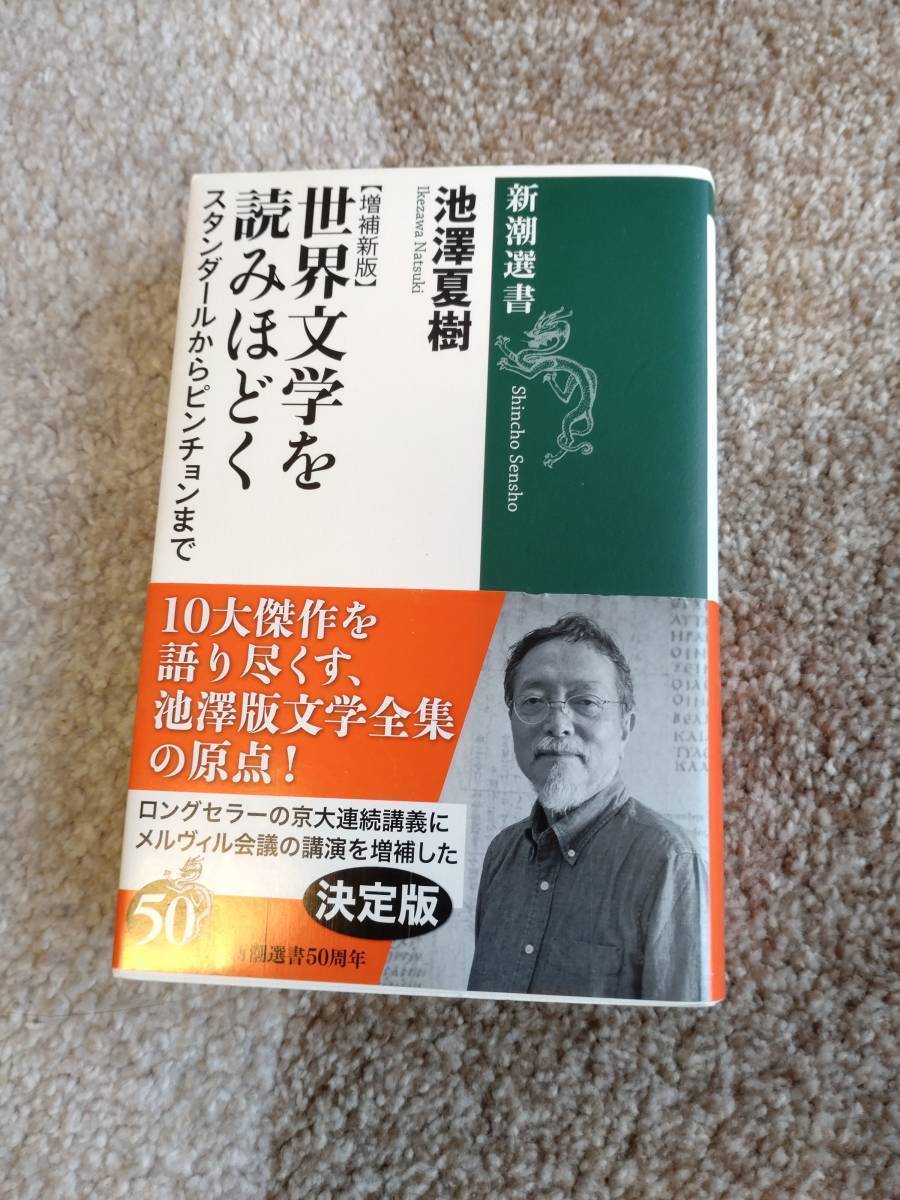 新潮選書
Shincho Sensho
池澤夏樹
Ikezawa Natsuki
【増補新版】
世界文学を
読みほどく
スタンダールからピンチョンまで
10大傑作を
語り尽くす、
池澤版文学全集
の原点！
ロングセラーの京大連続講義に
メルヴィル会議の講演を増補した
決定版
50
潮選書50周年